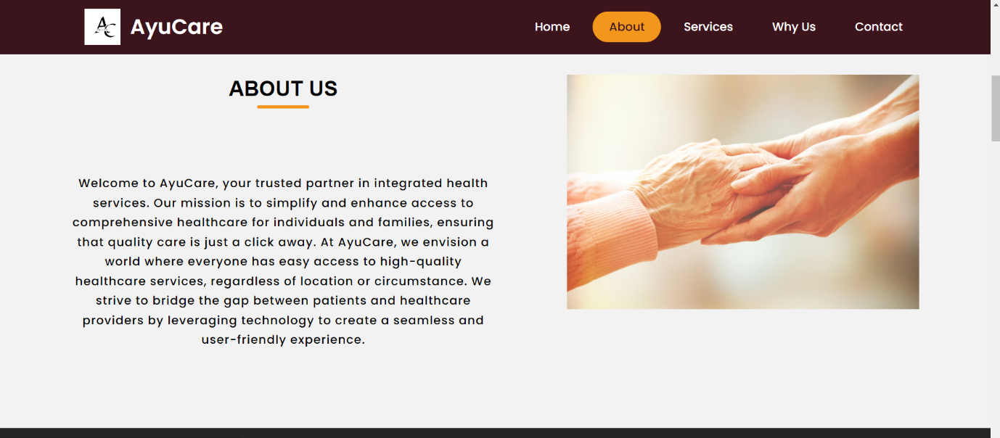 AC
AyuCare
Home
About
Services
Why Us
Contact
ABOUT US
Welcome to AyuCare, your trusted partner in integrated health
services. Our mission is to simplify and enhance access to
comprehensive healthcare for individuals and families, ensuring
that quality care is just a click away. At AyuCare, we envision a
world where everyone has easy access to high-quality
healthcare services, regardless of location or circumstance. We
strive to bridge the gap between patients and healthcare
providers by leveraging technology to create a seamless and
user-friendly experience.